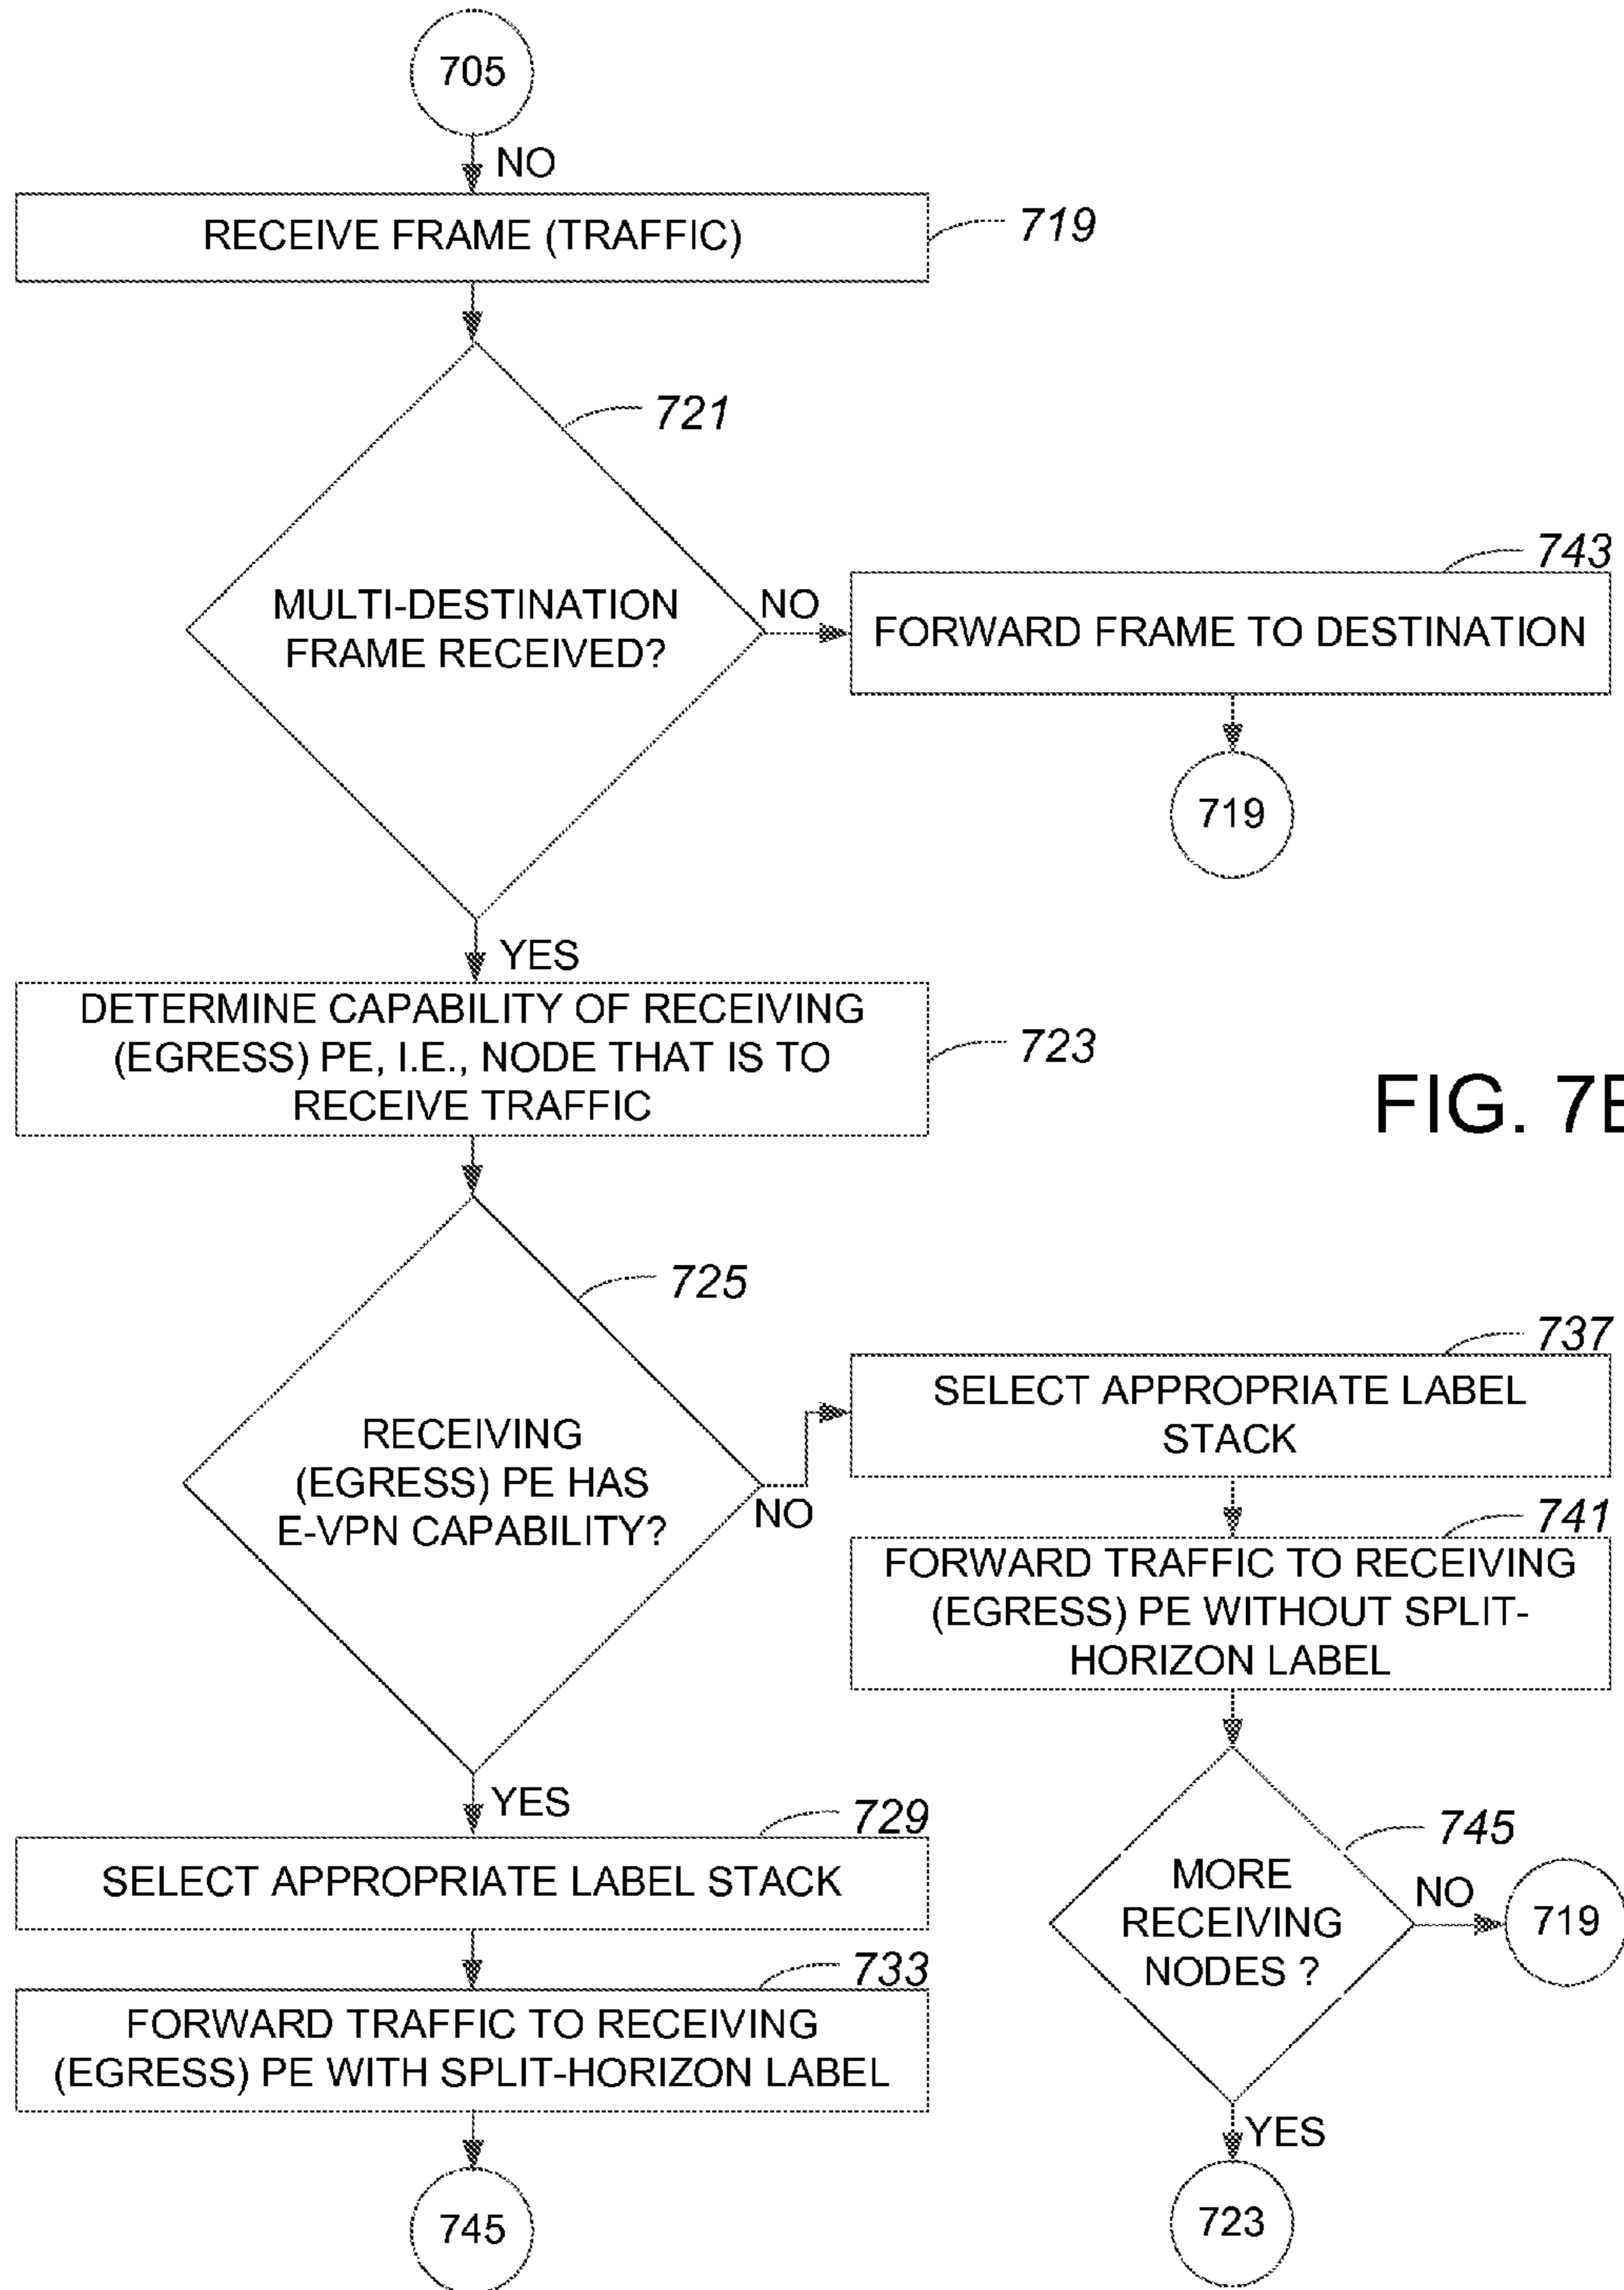 705
NO
RECEIVE FRAME (TRAFFIC)
719
721
MULTI-DESTINATION
FRAME RECEIVED?
NO
743
FORWARD FRAME TO DESTINATION
719
YES
DETERMINE CAPABILITY OF RECEIVING
(EGRESS) PE, I.E., NODE THAT IS TO
RECEIVE TRAFFIC
723
FIG. 7
725
RECEIVING
(EGRESS) PE HAS
E-VPN CAPABILITY?
NO
737
SELECT APPROPRIATE LABEL
STACK
741
FORWARD TRAFFIC TO RECEIVING
(EGRESS) PE WITHOUT SPLIT-
HORIZON LABEL
YES
729
SELECT APPROPRIATE LABEL STACK
733
FORWARD TRAFFIC TO RECEIVING
(EGRESS) PE WITH SPLIT-HORIZON LABEL
745
745
MORE
RECEIVING
NODES ?
NO
719
YES
723